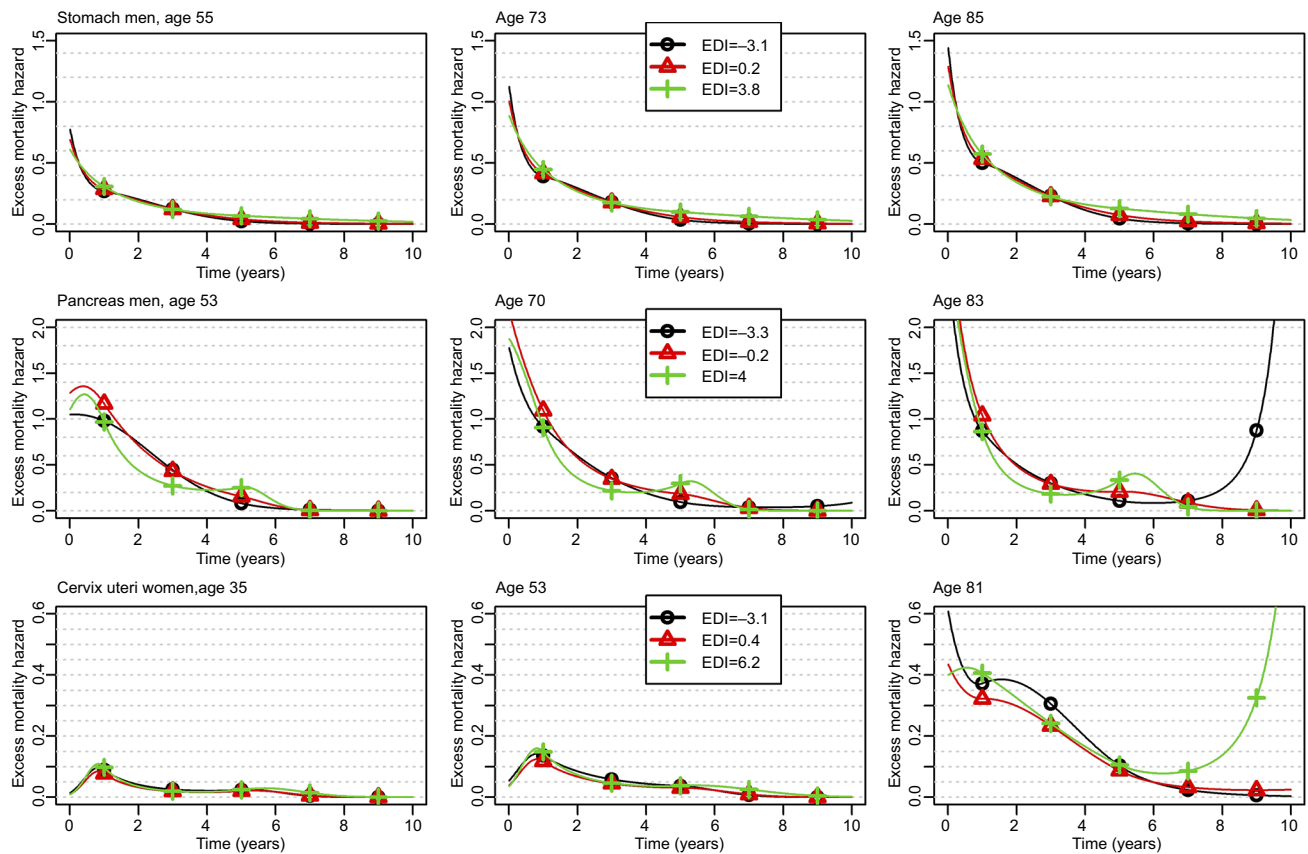 Stomach men, age 55
Age 73
Age 85
EDI=–3.1
EDI=0.2
EDI=3.8
Excess mortality hazard
0.0
0.5
1.0
1.5
0 2 4 6 8 10
Time (years)
Excess mortality hazard
0.0
0.5
1.0
1.5
0 2 4 6 8 10
Time (years)
Excess mortality hazard
0.0
0.5
1.0
1.5
0 2 4 6 8 10
Time (years)
Pancreas men, age 53
Age 70
Age 83
EDI=–3.3
EDI=–0.2
EDI=4
Excess mortality hazard
0.0
0.5
1.0
1.5
2.0
0 2 4 6 8 10
Time (years)
Excess mortality hazard
0.0
0.5
1.0
1.5
2.0
0 2 4 6 8 10
Time (years)
Excess mortality hazard
0.0
0.5
1.0
1.5
2.0
0 2 4 6 8 10
Time (years)
Cervix uteri women,age 35
Age 53
Age 81
EDI=–3.1
EDI=0.4
EDI=6.2
Excess mortality hazard
0.0
0.2
0.4
0.6
0 2 4 6 8 10
Time (years)
Excess mortality hazard
0.0
0.2
0.4
0.6
0 2 4 6 8 10
Time (years)
Excess mortality hazard
0.0
0.2
0.4
0.6
0 2 4 6 8 10
Time (years)